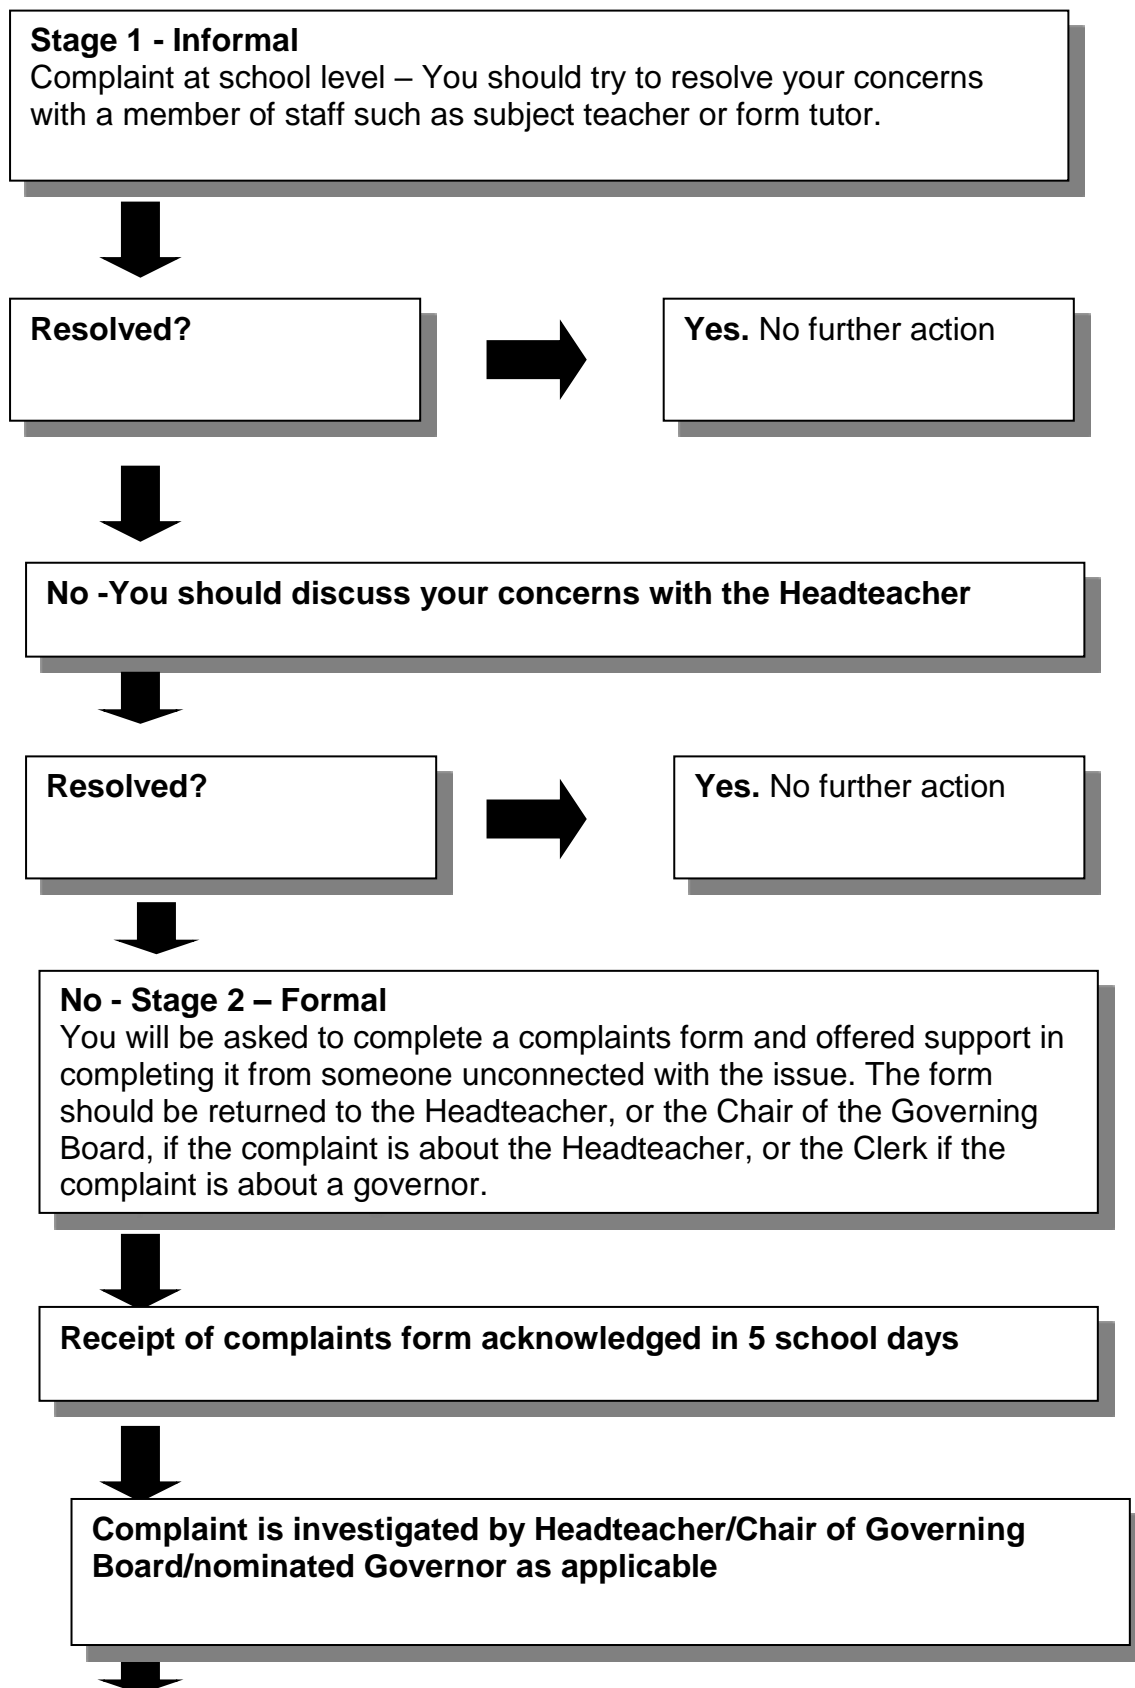 Stage 1 - Informal
Complaint at school level – You should try to resolve your concerns
with a member of staff such as subject teacher or form tutor.
Resolved?
Yes. No further action
No -You should discuss your concerns with the Headteacher
Resolved?
Yes. No further action
No - Stage 2 – Formal
You will be asked to complete a complaints form and offered support in
completing it from someone unconnected with the issue. The form
should be returned to the Headteacher, or the Chair of the Governing
Board, if the complaint is about the Headteacher, or the Clerk if the
complaint is about a governor.
Receipt of complaints form acknowledged in 5 school days
Complaint is investigated by Headteacher/Chair of Governing
Board/nominated Governor as applicable